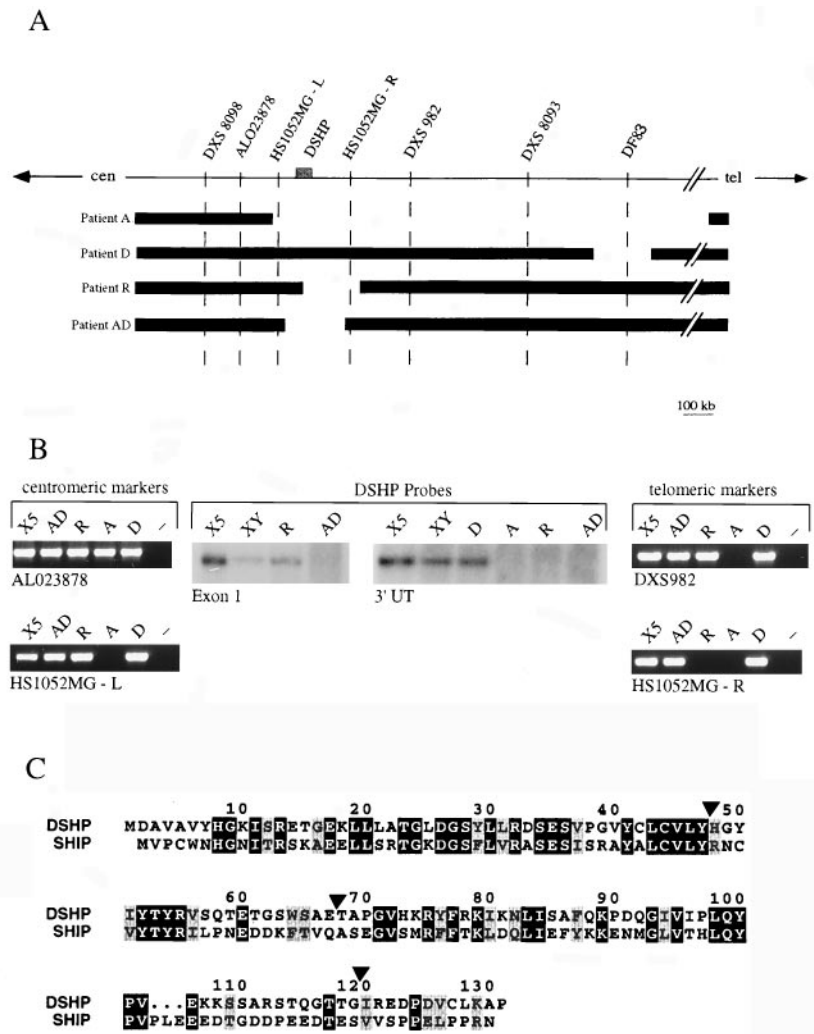 A
DXS 8098
ALO23878
HS1052MG - L
DSHP
HS1052MG - R
DXS 982
DXS 8093
DF83
cen
tel
Patient A
Patient D
Patient R
Patient AD
100 kb
B
centromeric markers
DSHP Probes
telomeric markers
X5 AD R A D -
X5 XY R AD
X5 XY D A R AD
X5 AD R A D -
AL023878
Exon 1
3' UT
DXS982
X5 AD R A D -
X5 AD R A D -
HS1052MG - L
HS1052MG - R
C
10 20 30 40 50
DSHP MDAVAVYHGKISRETGEKLLLATGLDGSYLLRDSESVPGVYCLCVLYHGY
SHIP MVPCWNHGNITRSKAEELLSRTGKDGSFLVRASESISRAYALCVLYRNC
60 70 80 90 100
DSHP IYTYRVSQTETGSWSAETAPGVHKRYFRKIKNLISAFQKPDQGIVIPLQY
SHIP VYTYRILPNEDDKFTVQASEGVSMRFFTKLDQLIEFYKKENMGLVTHLQY
110 120 130
DSHP PV...EKKSSARSTQGTTGIREDPDVCLKAP
SHIP PVPLEEEDTGDDPEEDTESVVSPPELPPRN